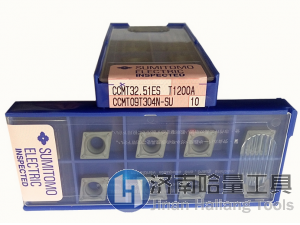 SUMITOMO
ELECTRIC
INSPECTED
CCMT32.51ES T1200A
CCMT09T304N-SU 10
SUMITOMO
ELECTRIC
INSPECTED
济南哈量工具
Jinan Haliang Tools